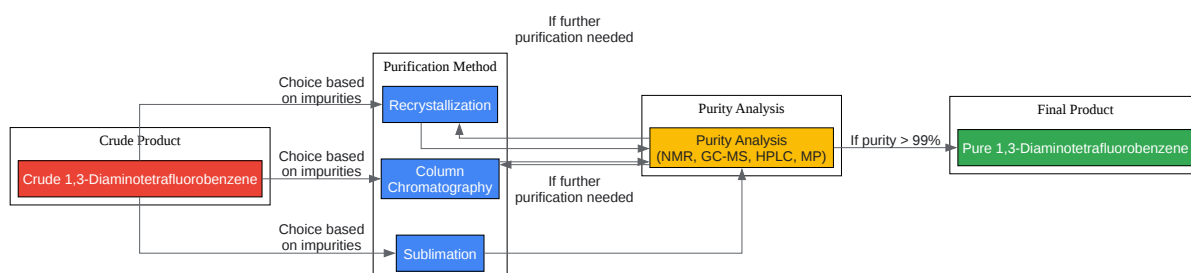 If further
purification needed
Purification Method
Choice based
on impurities
Recrystallization
Purity Analysis
Final Product
Crude Product
Purity Analysis
(NMR, GC-MS, HPLC, MP)
If purity > 99%
Pure 1,3-Diaminotetrafluorobenzene
Choice based
on impurities
Crude 1,3-Diaminotetrafluorobenzene
Column
Chromatography
If further
purification needed
Choice based
on impurities
Sublimation